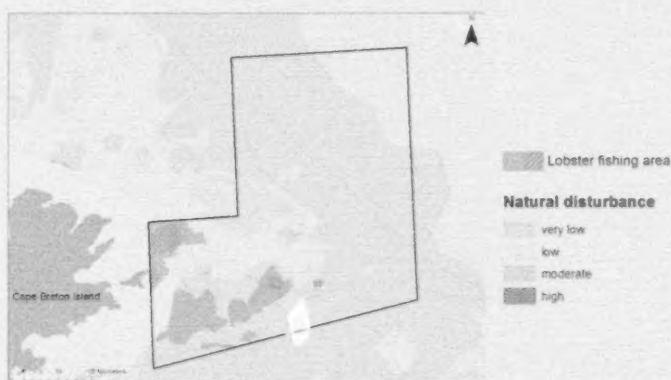 N
Lobster fishing area
Natural disturbance
very low
low
moderate
high
Cape Breton Island